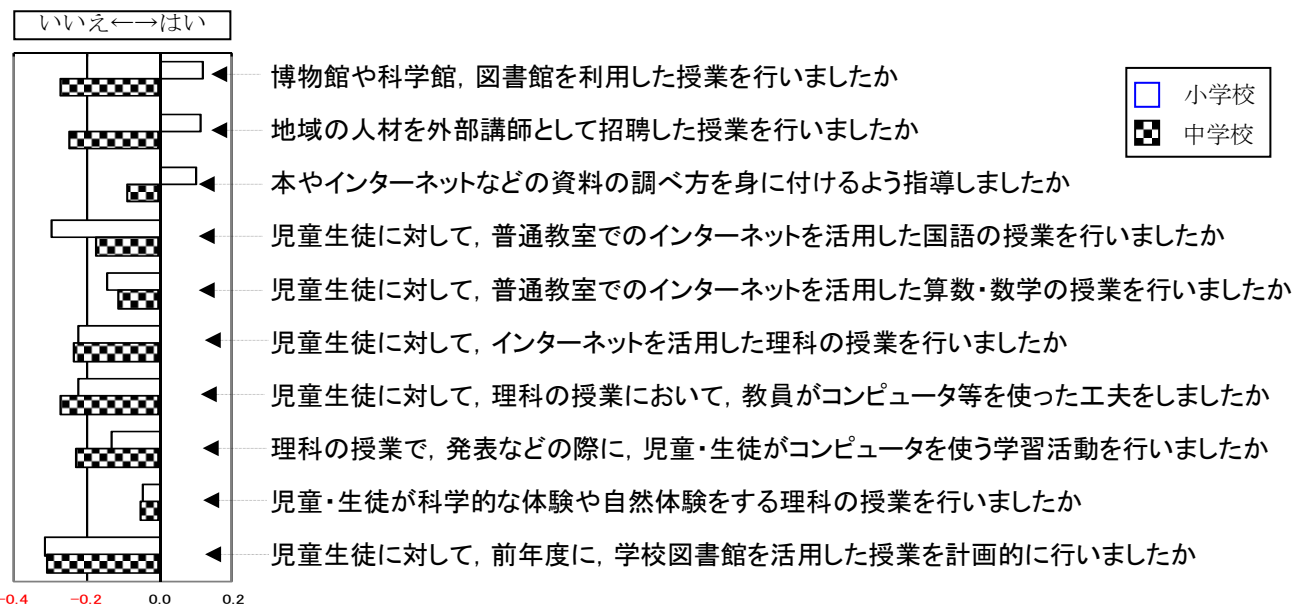 いいえ←→はい
博物館や科学館，図書館を利用した授業を行いましたか
地域の人材を外部講師として招聘した授業を行いましたか
本やインターネットなどの資料の調べ方を身に付けるよう指導しましたか
児童生徒に対して，普通教室でのインターネットを活用した国語の授業を行いましたか
児童生徒に対して，普通教室でのインターネットを活用した算数・数学の授業を行いましたか
児童生徒に対して，インターネットを活用した理科の授業を行いましたか
児童生徒に対して，理科の授業において，教員がコンピュータ等を使った工夫をしましたか
理科の授業で，発表などの際に，児童・生徒がコンピュータを使う学習活動を行いましたか
児童・生徒が科学的な体験や自然体験をする理科の授業を行いましたか
児童生徒に対して，前年度に，学校図書館を活用した授業を計画的に行いましたか
小学校
中学校
-0.4 -0.2 0.0 0.2